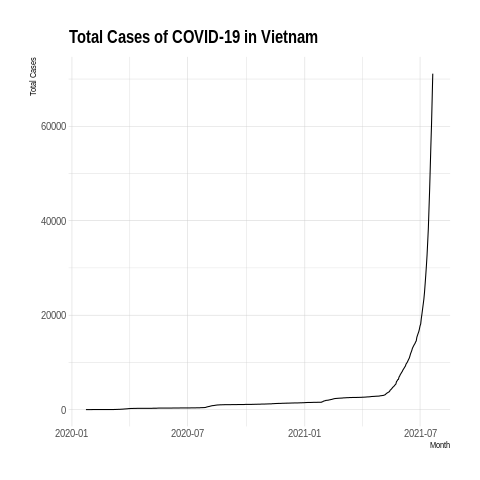 Total Cases of COVID-19 in Vietnam
Total Cases
60000
40000
20000
0
2020-01 2020-07 2021-01 2021-07
Month